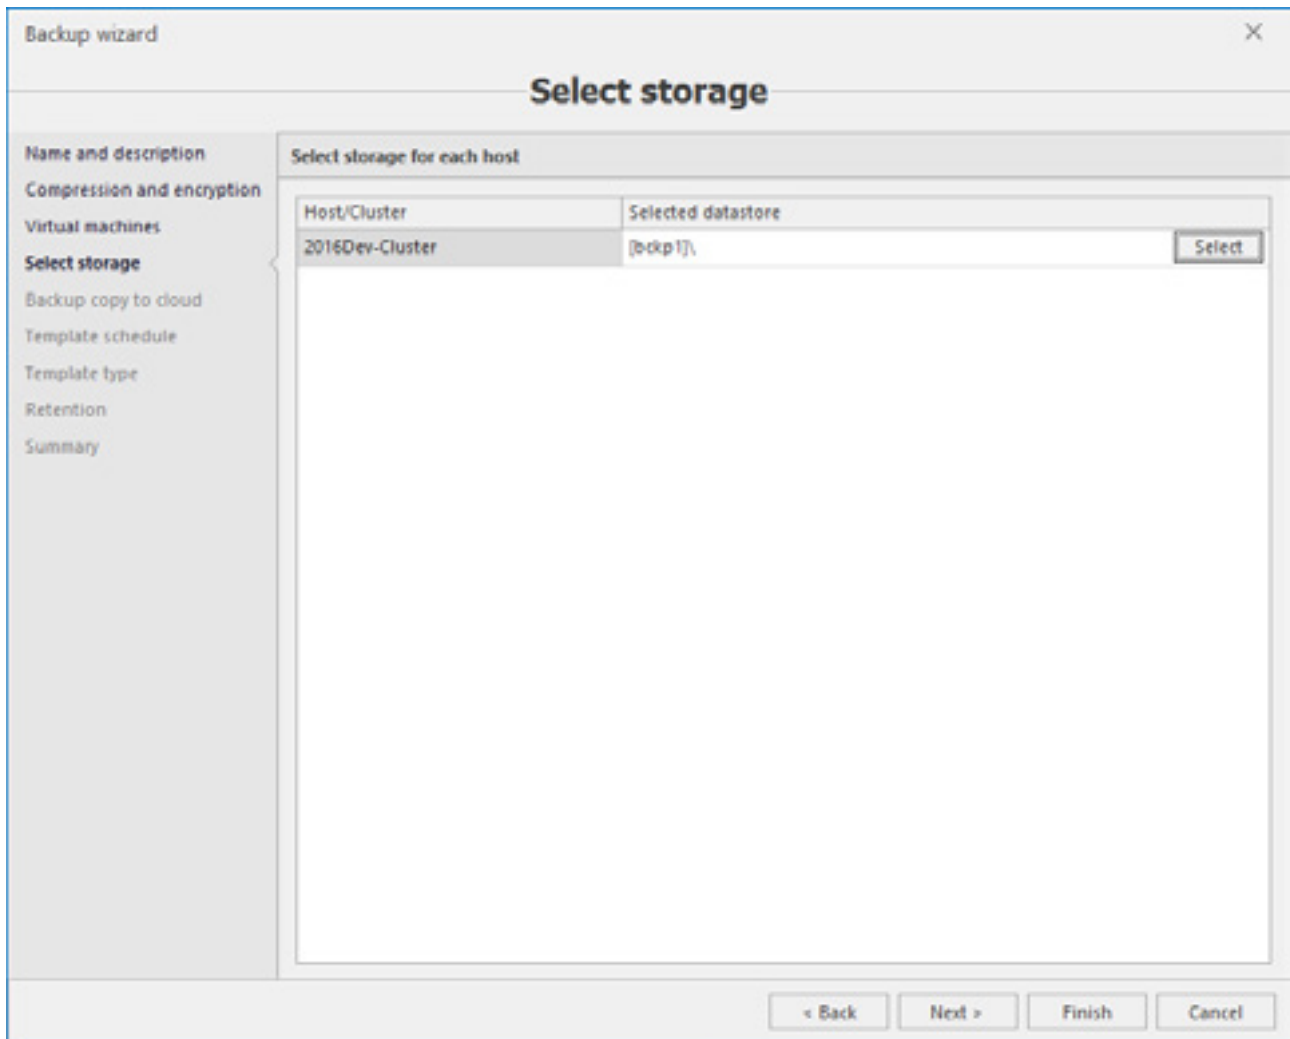 Backup wizard
Select storage
Name and description
Compression and encryption
Virtual machines
Select storage
Backup copy to cloud
Template schedule
Template type
Retention
Summary
Select storage for each host
Host/Cluster Selected datastore
2016Dev-Cluster [bckp1]\ Select
< Back Next > Finish Cancel